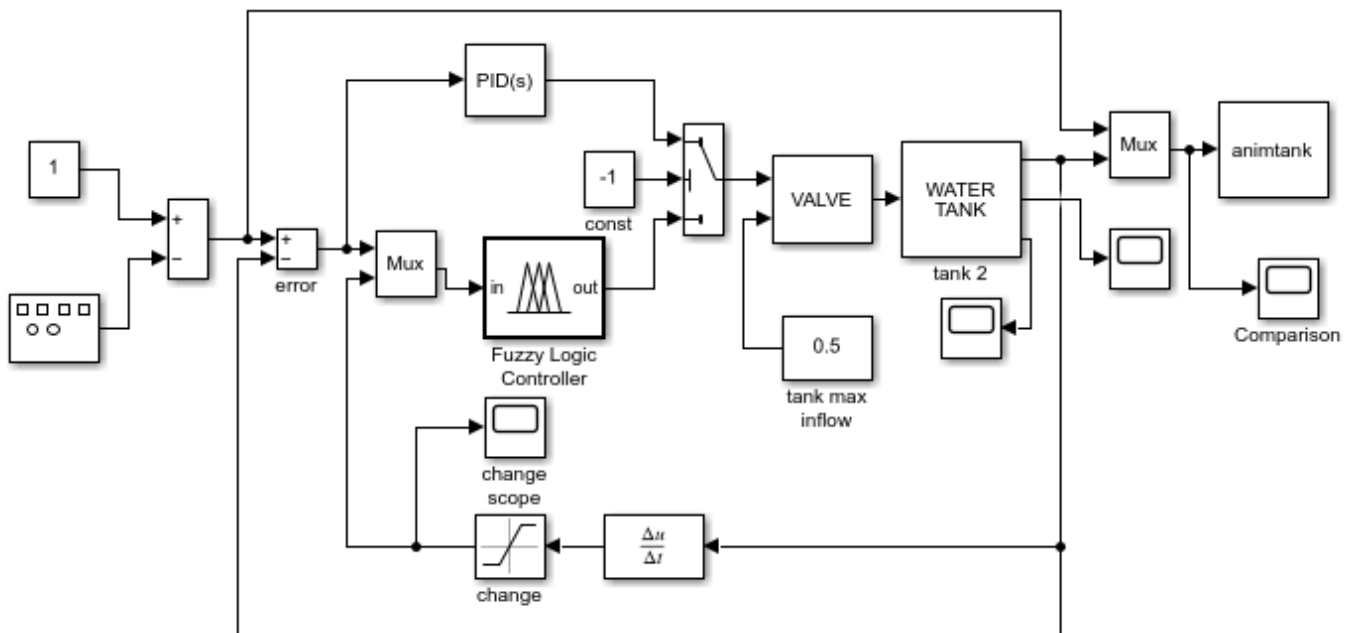 PID(s)
1
+
−
+
−
error
Mux
-1
const
in
out
Fuzzy Logic
Controller
VALVE
WATER
TANK
tank 2
0.5
tank max
inflow
Mux
animtank
Comparison
change
scope
Δu
Δt
change